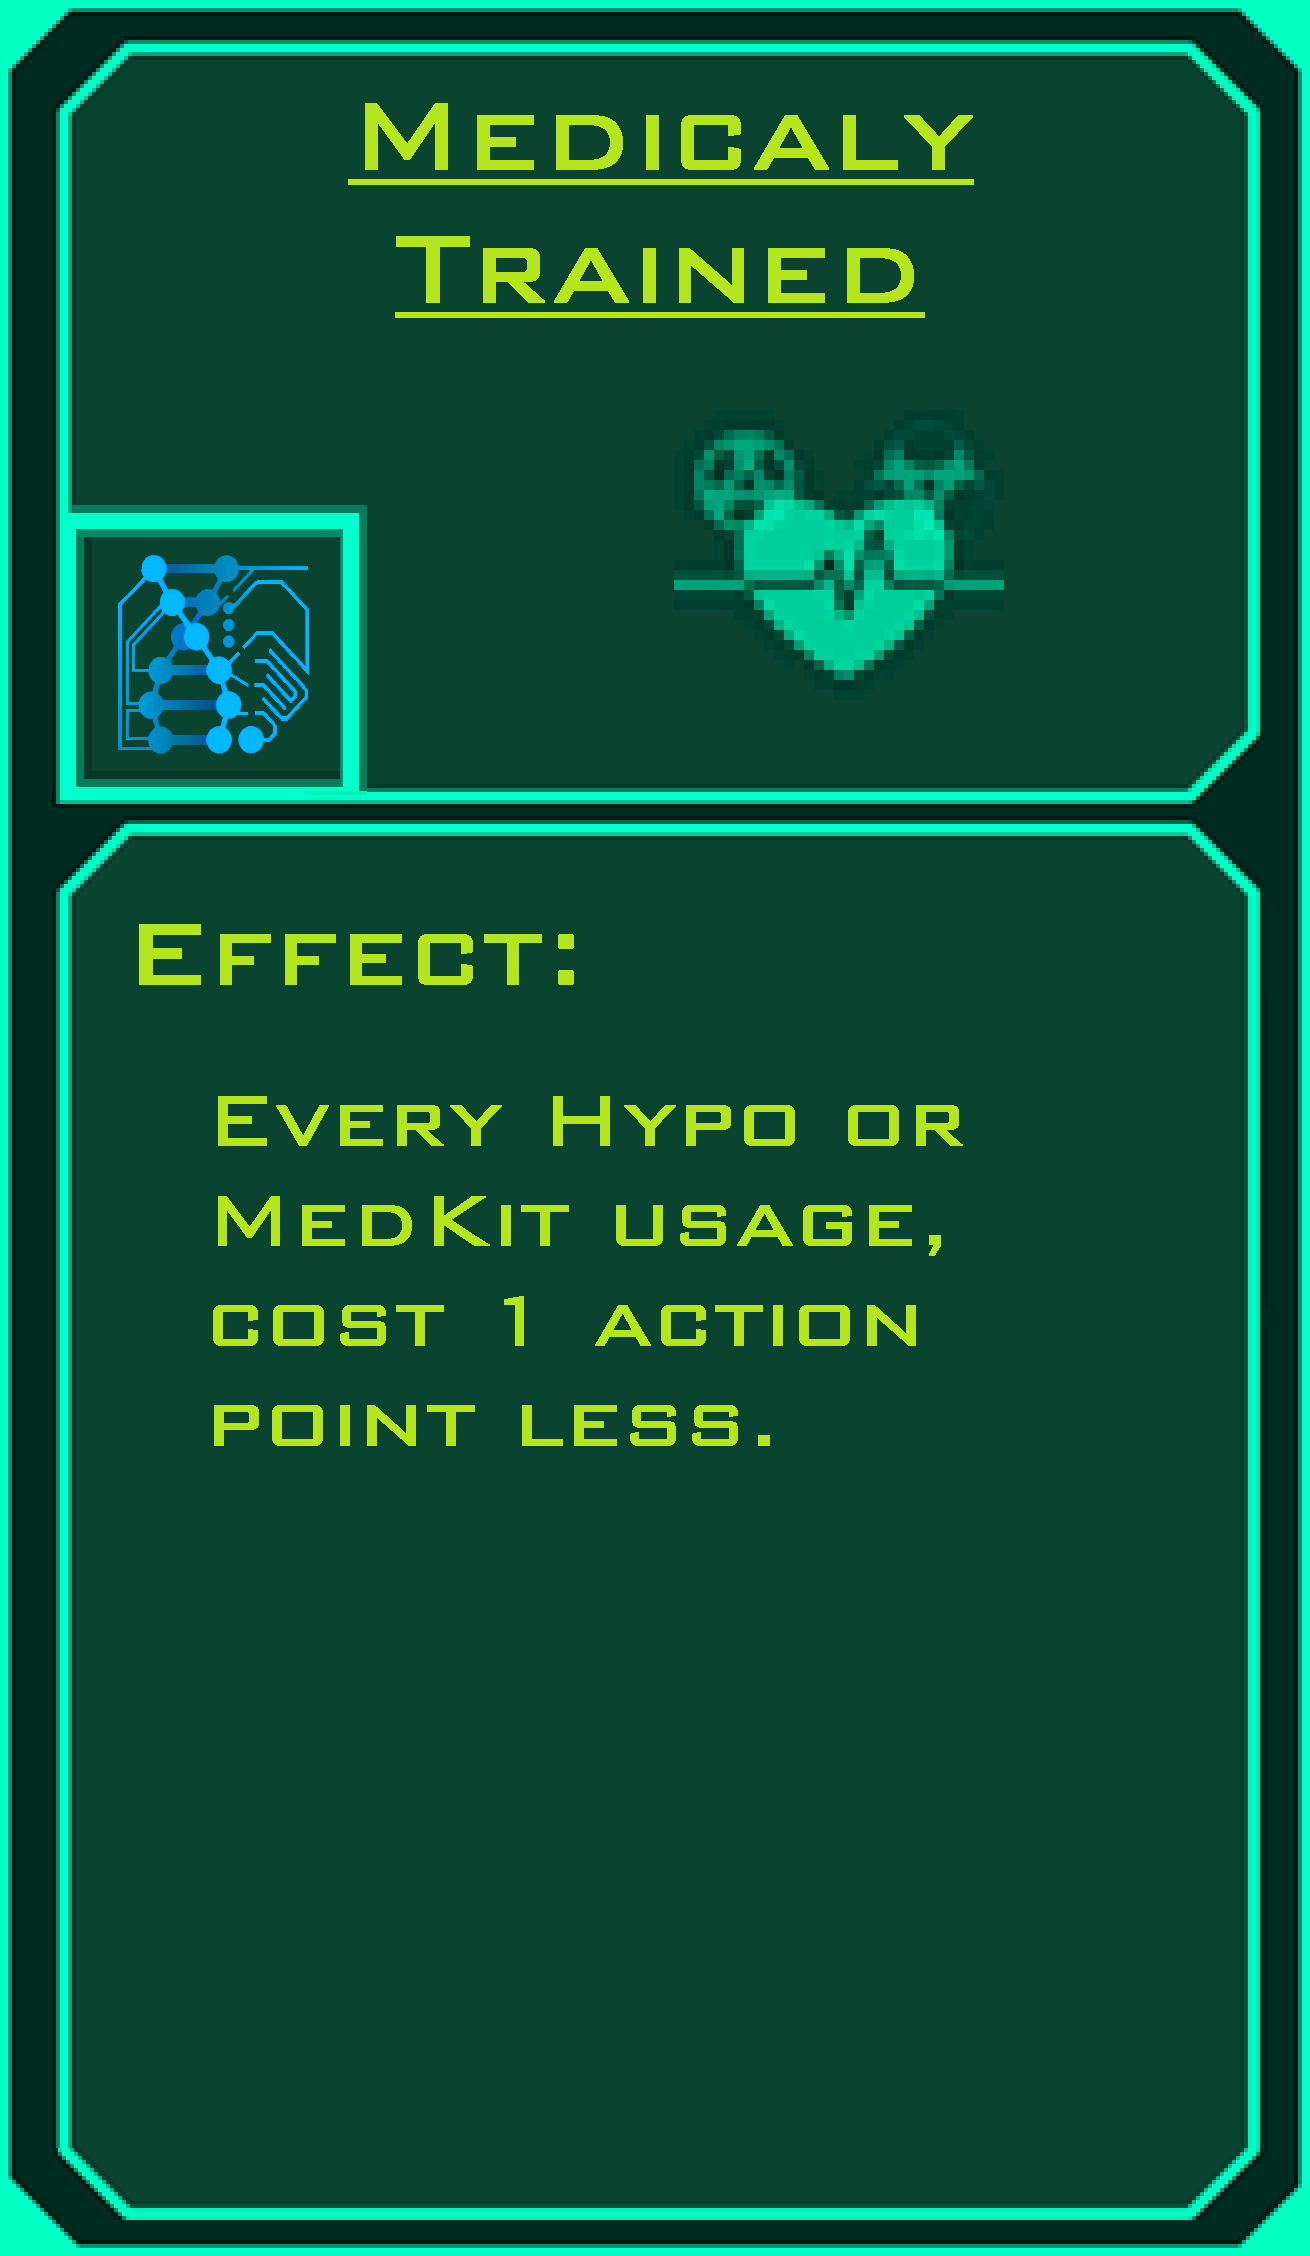 Medicaly
Trained
Effect:
Every Hypo or
MedKit usage,
cost 1 action
point less.